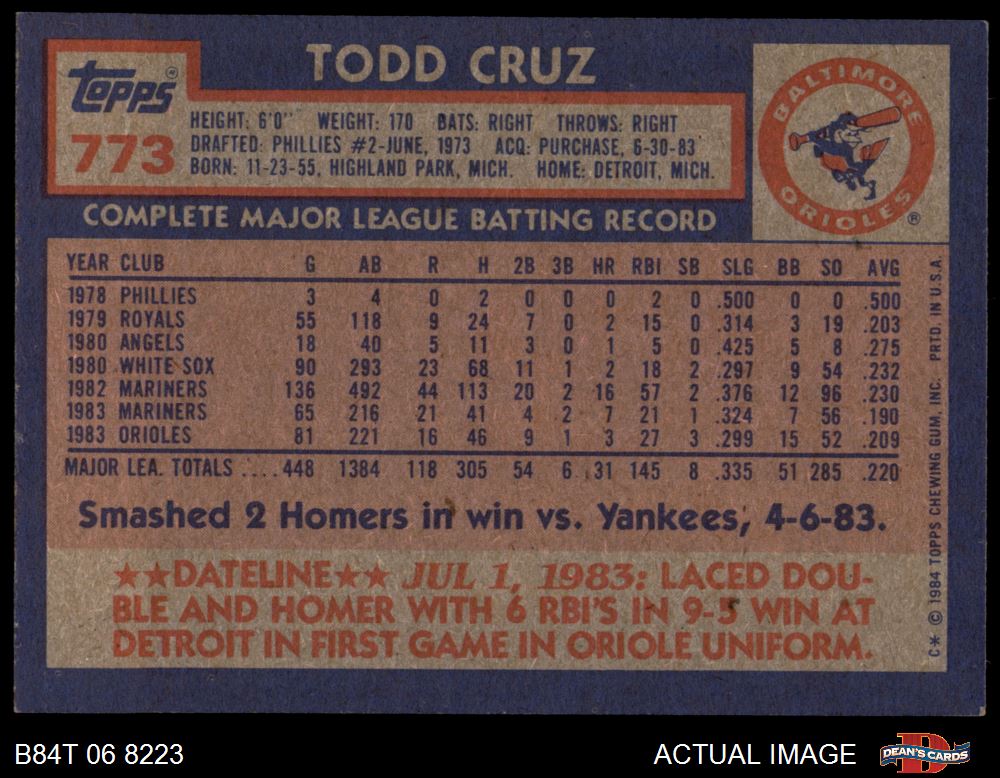 TODD CRUZ
topps®
773
HEIGHT: 6'0" WEIGHT: 170 BATS: RIGHT THROWS: RIGHT
DRAFTED: PHILLIES #2-JUNE, 1973 ACQ: PURCHASE, 6-30-83
BORN: 11-23-55, HIGHLAND PARK, MICH. HOME: DETROIT, MICH.
BALTIMORE
ORIOLES
®
COMPLETE MAJOR LEAGUE BATTING RECORD
YEAR CLUB G AB R H 2B 3B HR RBI SB SLG BB SO AVG
1978 PHILLIES 3 4 0 2 0 0 0 2 0 .500 0 0 .500
1979 ROYALS 55 118 9 24 7 0 2 15 0 .314 3 19 .203
1980 ANGELS 18 40 5 11 3 0 1 5 0 .425 5 8 .275
1980 WHITE SOX 90 293 23 68 11 1 2 18 2 .297 9 54 .232
1982 MARINERS 136 492 44 113 20 2 16 57 2 .376 12 96 .230
1983 MARINERS 65 216 21 41 4 2 7 21 1 .324 7 56 .190
1983 ORIOLES 81 221 16 46 9 1 3 27 3 .299 15 52 .209
MAJOR LEA. TOTALS .... 448 1384 118 305 54 6 31 145 8 .335 51 285 .220
Smashed 2 Homers in win vs. Yankees, 4-6-83.
★★DATELINE★★ JUL 1, 1983: LACED DOU-
BLE AND HOMER WITH 6 RBI'S IN 9-5 WIN AT
DETROIT IN FIRST GAME IN ORIOLE UNIFORM.
C* © 1984 TOPPS CHEWING GUM, INC. PRTD. IN U.S.A.
B84T 06 8223
ACTUAL IMAGE
DEAN'S CARDS